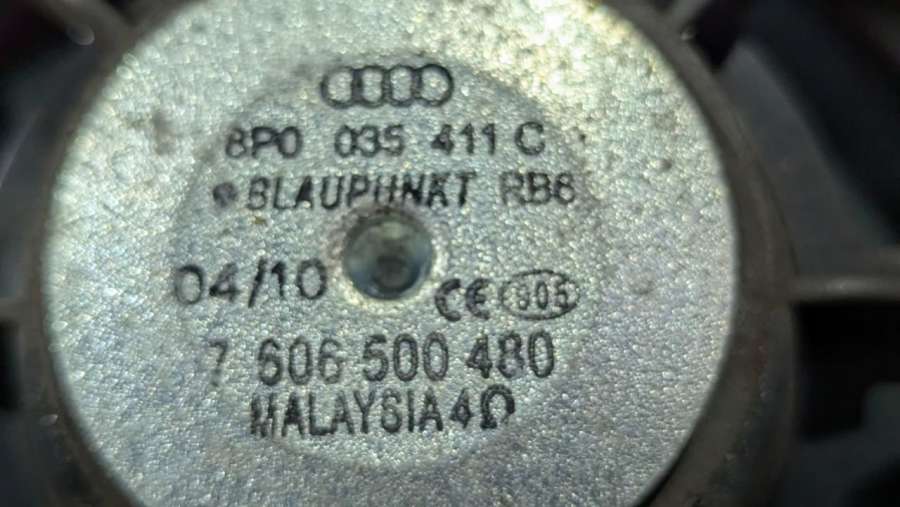 8P0 035 411 C
BLAUPUNKT RB6
04/10 CE 905
7 606 500 480
MALAYSIA 4Ω